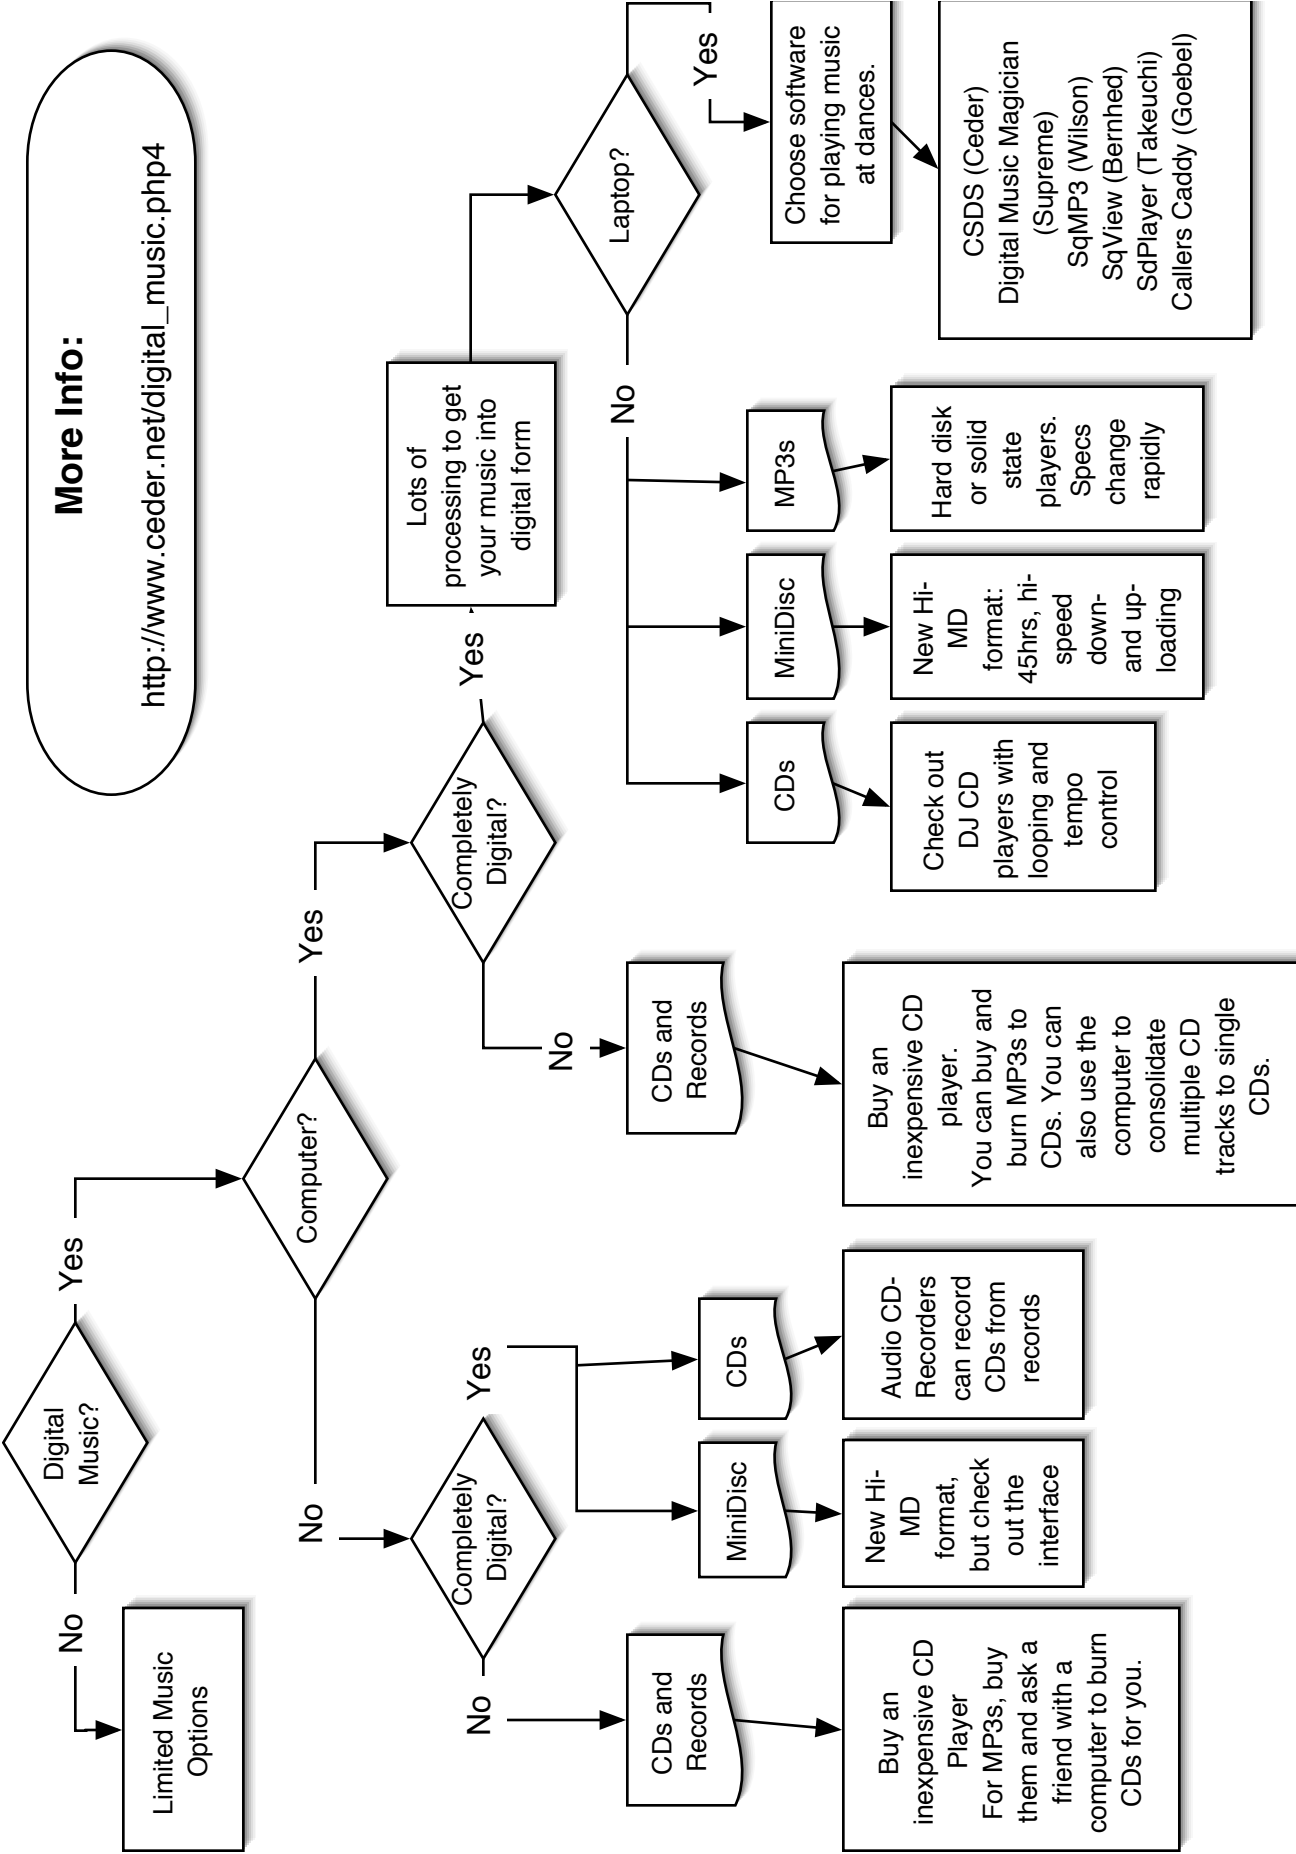 More Info:
http://www.ceder.net/digital_music.php4
Digital
Music?
No
Yes
Limited Music
Options
Computer?
No
Yes
Completely
Digital?
No
Yes
CDs and
Records
Buy an
inexpensive CD
Player
For MP3s, buy
them and ask a
friend with a
computer to burn
CDs for you.
MiniDisc
New Hi-
MD
format,
but check
out the
interface
CDs
Audio CD-
Recorders
can record
CDs from
records
Completely
Digital?
No
Yes
CDs and
Records
Buy an
inexpensive CD
player.
You can buy and
burn MP3s to
CDs. You can
also use the
computer to
consolidate
multiple CD
tracks to single
CDs.
Lots of
processing to get
your music into
digital form
Laptop?
No
Yes
CDs
Check out
DJ CD
players with
looping and
tempo
control
MiniDisc
New Hi-
MD
format:
45hrs, hi-
speed
down-
and up-
loading
MP3s
Hard disk
or solid
state
players.
Specs
change
rapidly
Choose software
for playing music
at dances.
CSDS (Ceder)
Digital Music Magician
(Supreme)
SqMP3 (Wilson)
SqView (Bernhed)
SdPlayer (Takeuchi)
Callers Caddy (Goebel)